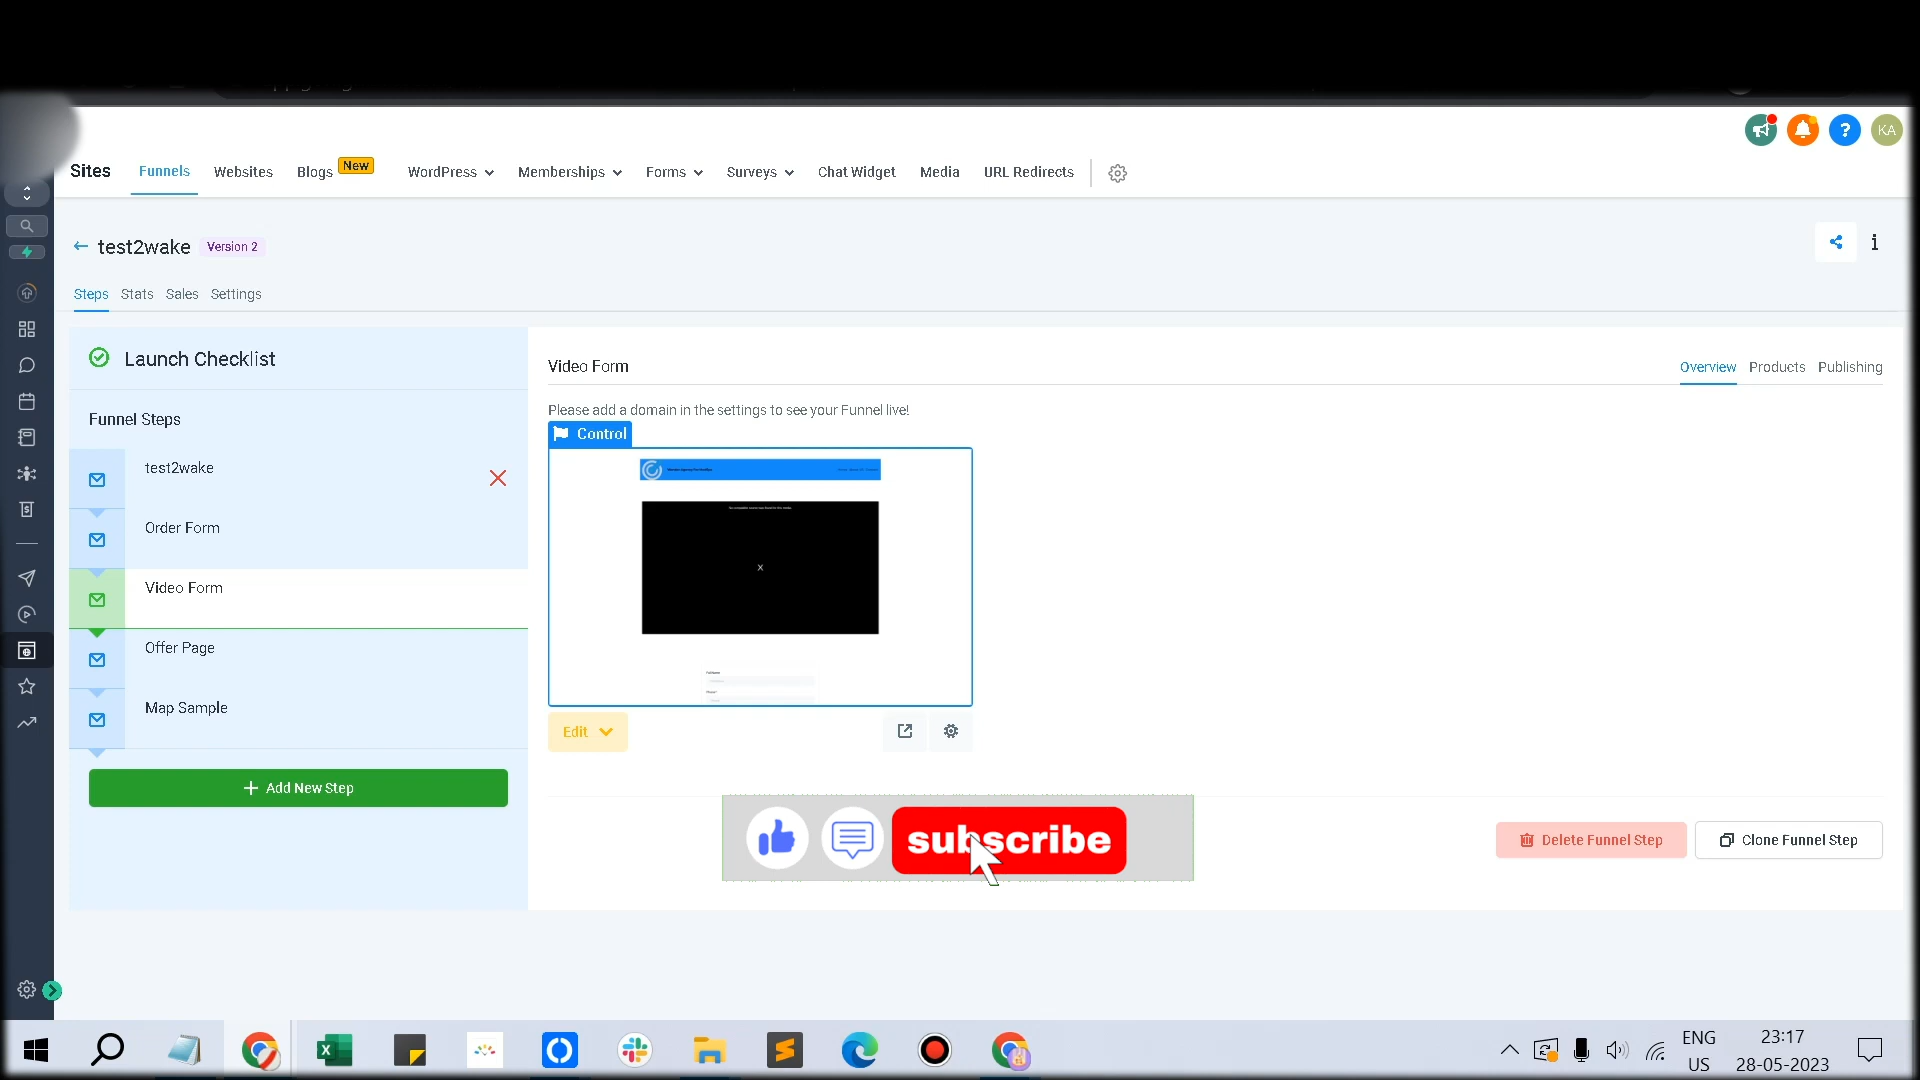 KA
Sites
Funnels
Websites
Blogs
New
WordPress
Memberships
Forms
Surveys
Chat Widget
Media
URL Redirects
test2wake
Version 2
Steps
Stats
Sales
Settings
Launch Checklist
Funnel Steps
test2wake
Order Form
Video Form
Offer Page
Map Sample
+ Add New Step
Video Form
Overview
Products
Publishing
Please add a domain in the settings to see your Funnel live!
Control
X
Edit
subscribe
Delete Funnel Step
Clone Funnel Step
ENG
US
23:17
28-05-2023